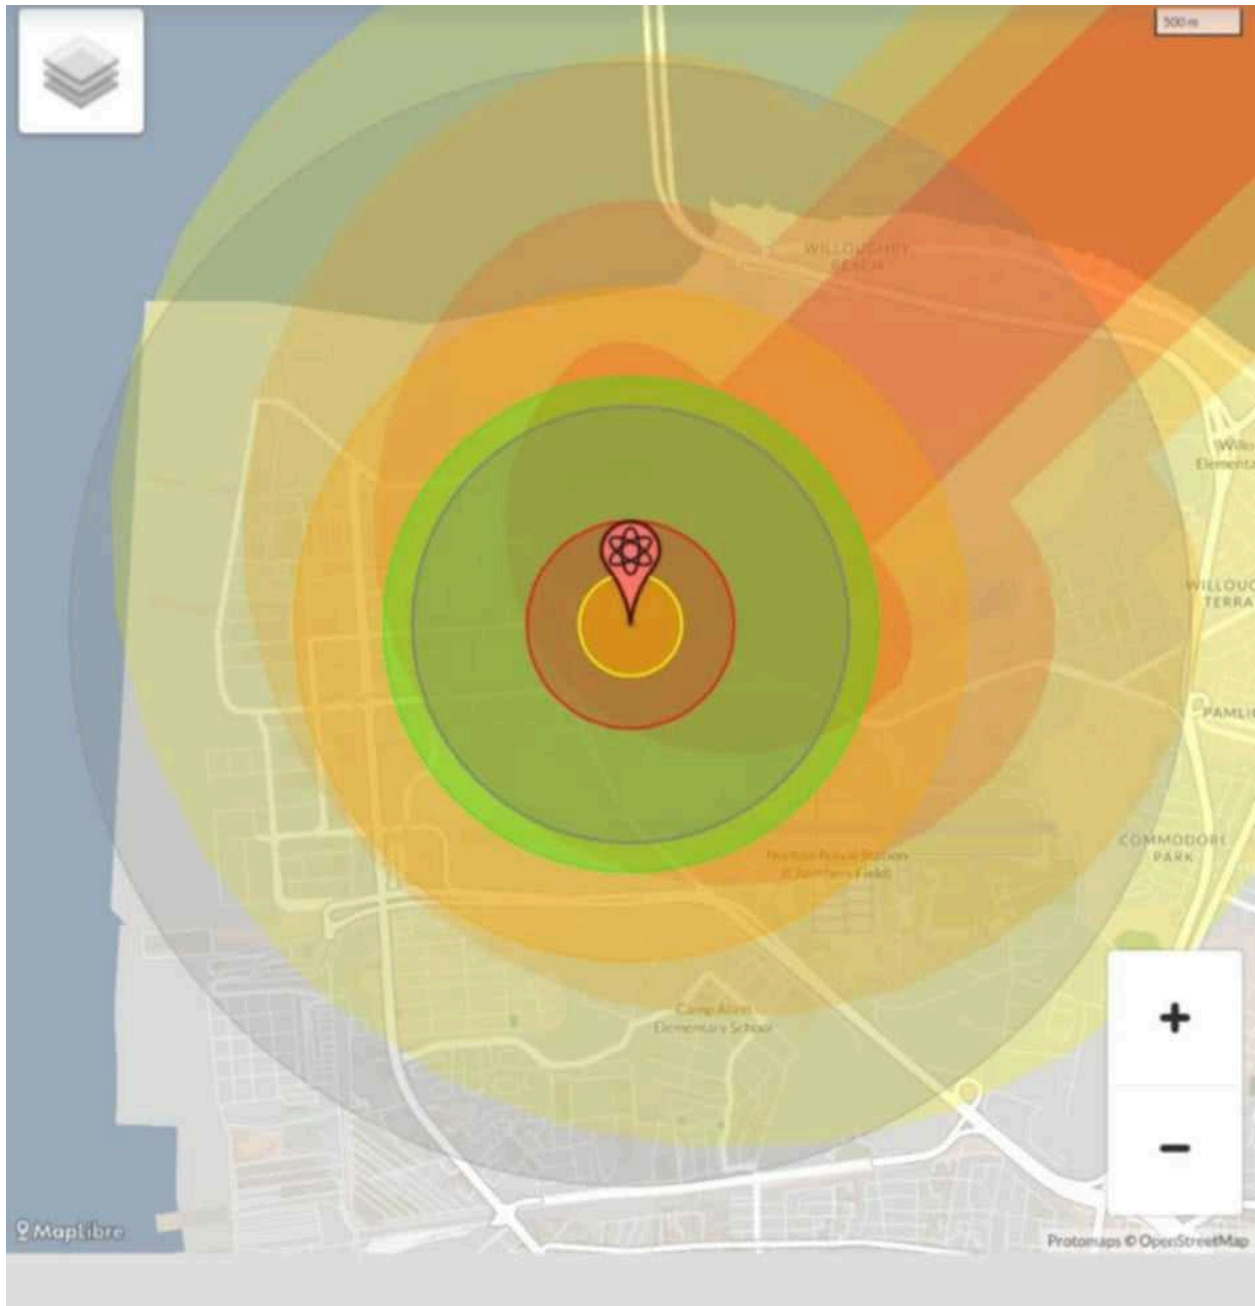 500 m
WILLOUGHBY
BEACH
Elementa
WILLOUG
TERRA
PAMLI
COMMODORE
PARK
Norfolk Naval Station
(Chambers Field)
Camp Allen
Elementary School
MapLibre
Protomaps © OpenStreetMap